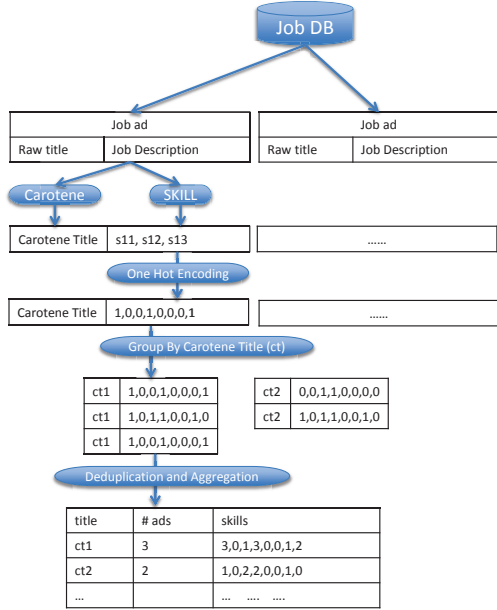 Job DB
Job ad
Raw title Job Description
Job ad
Raw title Job Description
Carotene SKILL
Carotene Title s11, s12, s13 ......
One Hot Encoding
Carotene Title 1,0,0,1,0,0,0,1 ......
Group By Carotene Title (ct)
ct1 1,0,0,1,0,0,0,1
ct1 1,0,1,1,0,0,1,0
ct1 1,0,0,1,0,0,0,1
ct2 0,0,1,1,0,0,0,0
ct2 1,0,1,1,0,0,1,0
Deduplication and Aggregation
title # ads skills
ct1 3 3,0,1,3,0,0,1,2
ct2 2 1,0,2,2,0,0,1,0
... ... .... ....